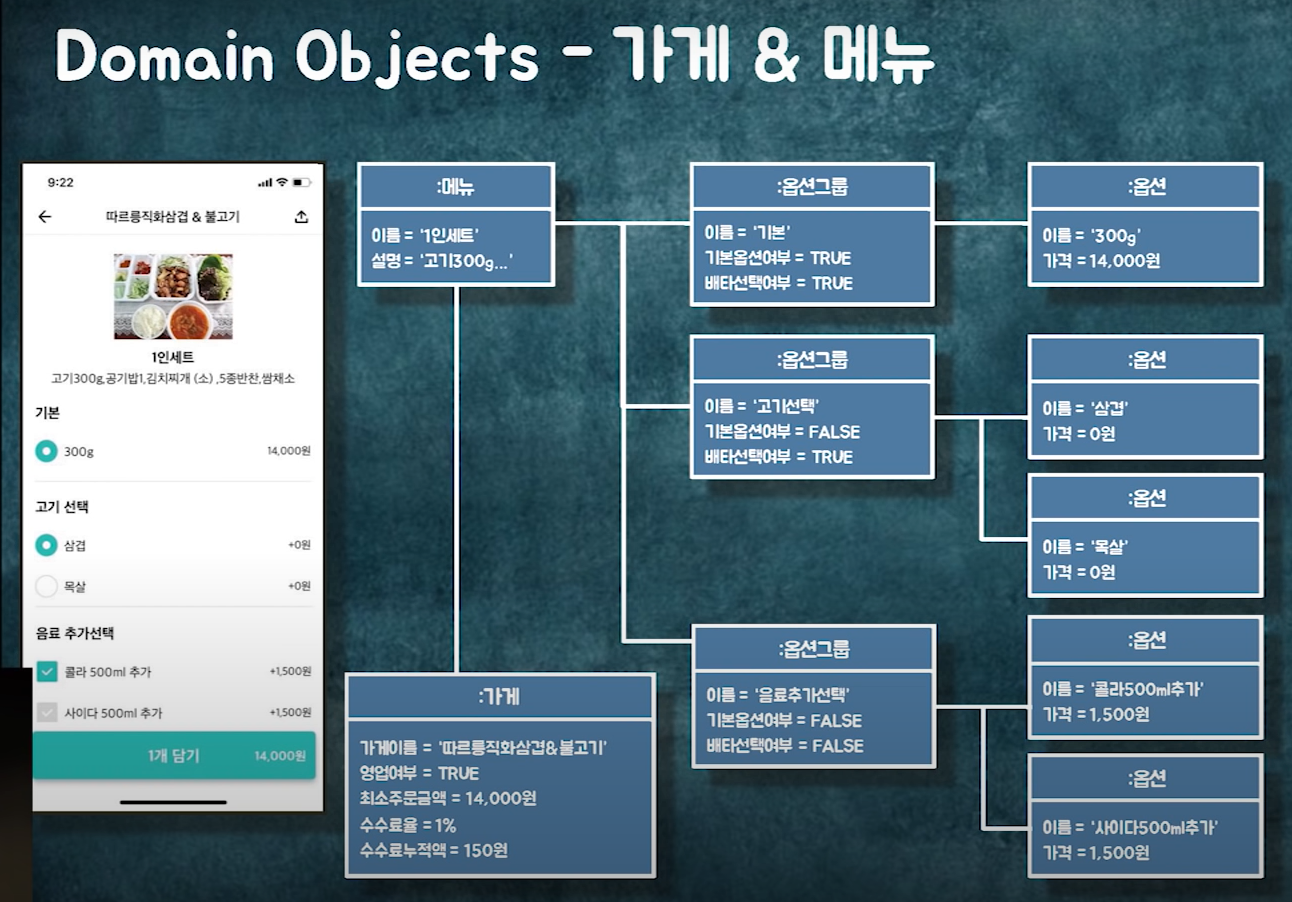 Domain Objects - 가게 & 메뉴
9:22
따르릉직화삼겹 & 불고기
1인세트
고기300g,공기밥1,김치찌개 (소) ,5종반찬,쌈채소
기본
300g 14,000원
고기 선택
삼겹 +0원
목살 +0원
음료 추가선택
콜라 500ml 추가 +1,500원
사이다 500ml 추가 +1,500원
1개 담기 14,000원
:메뉴
이름 = '1인세트'
설명 = '고기300g...'
:가게
가게이름 = '따르릉직화삼겹&불고기'
영업여부 = TRUE
최소주문금액 = 14,000원
수수료율 = 1%
수수료누적액 = 150원
:옵션그룹
이름 = '기본'
기본옵션여부 = TRUE
배타선택여부 = TRUE
:옵션
이름 = '300g'
가격 = 14,000원
:옵션그룹
이름 = '고기선택'
기본옵션여부 = FALSE
배타선택여부 = TRUE
:옵션
이름 = '삼겹'
가격 = 0원
:옵션
이름 = '목살'
가격 = 0원
:옵션그룹
이름 = '음료추가선택'
기본옵션여부 = FALSE
배타선택여부 = FALSE
:옵션
이름 = '콜라500ml추가'
가격 = 1,500원
:옵션
이름 = '사이다500ml추가'
가격 = 1,500원